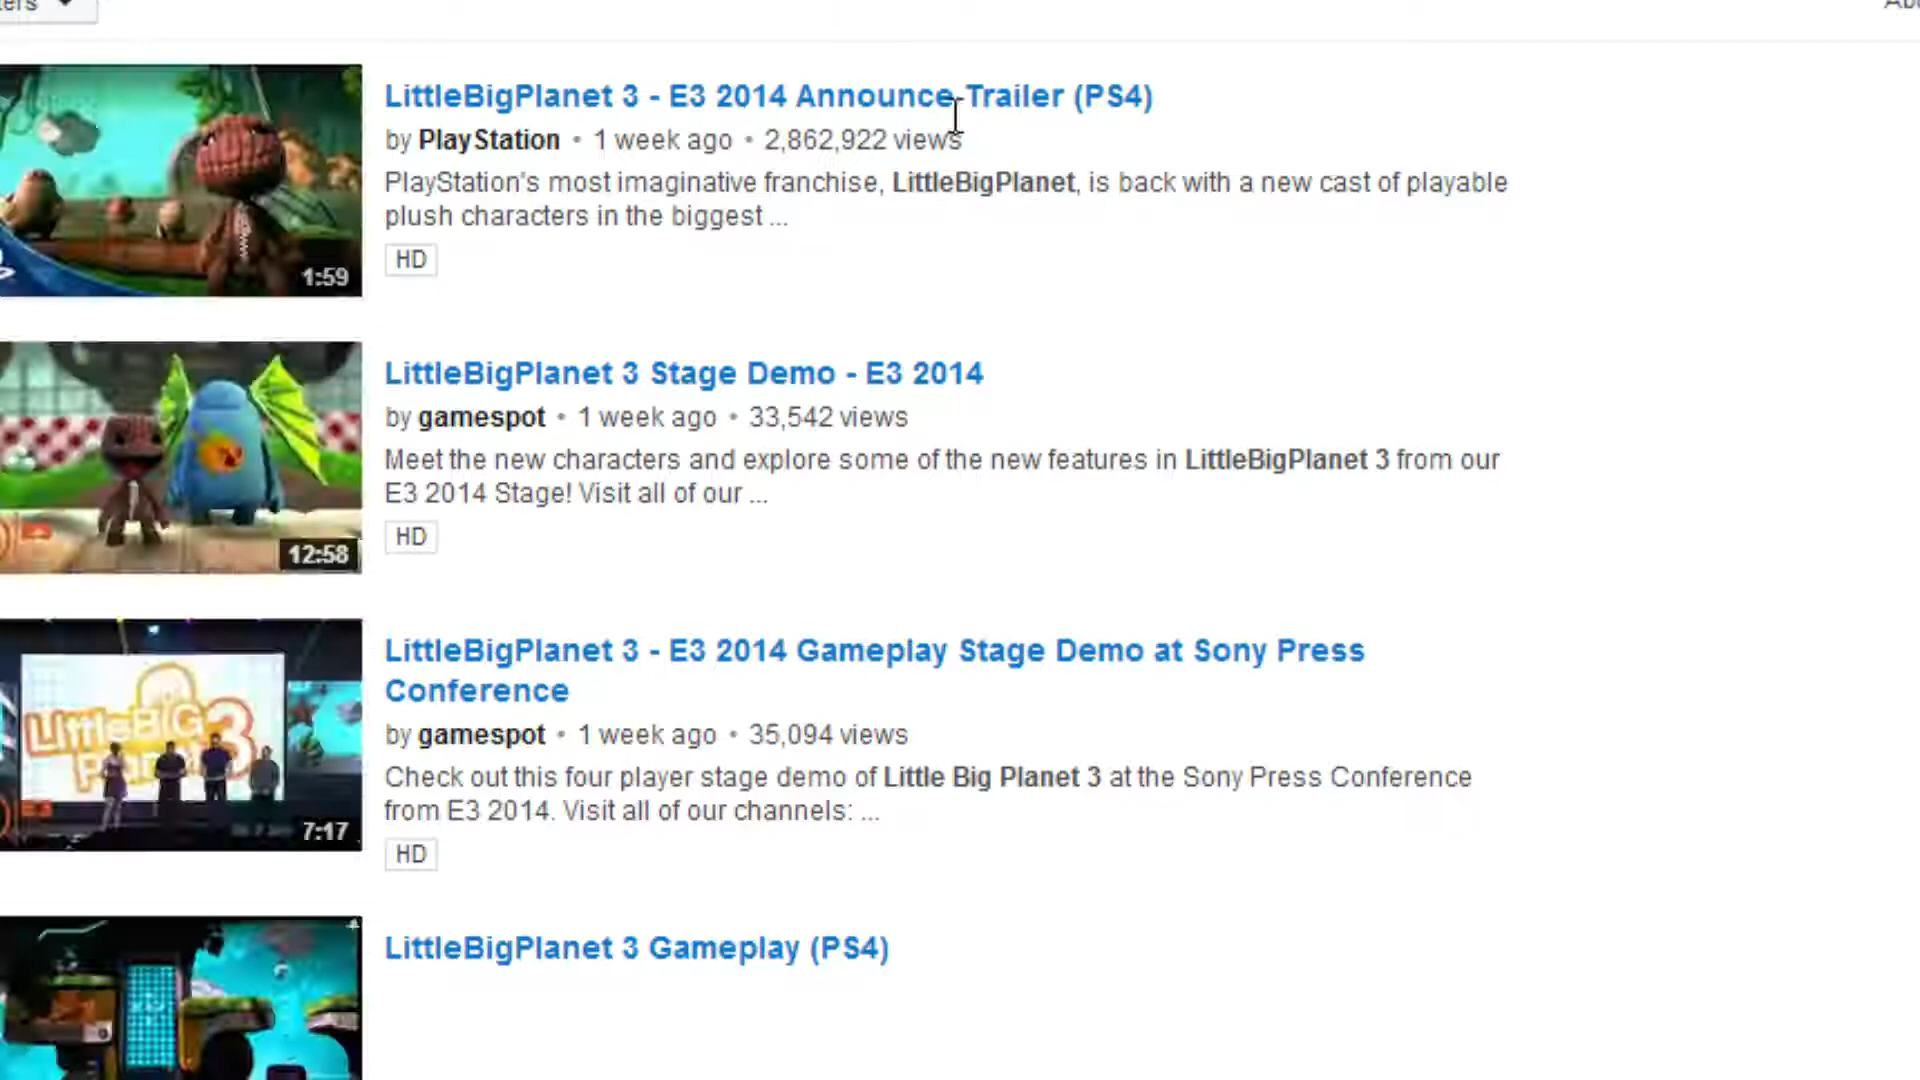 LittleBigPlanet 3 - E3 2014 Announce Trailer (PS4)
by PlayStation • 1 week ago • 2,862,922 views
PlayStation's most imaginative franchise, LittleBigPlanet, is back with a new cast of playable
plush characters in the biggest ...
HD
1:59
LittleBigPlanet 3 Stage Demo - E3 2014
by gamespot • 1 week ago • 33,542 views
Meet the new characters and explore some of the new features in LittleBigPlanet 3 from our
E3 2014 Stage! Visit all of our ...
HD
12:58
LittleBigPlanet 3 - E3 2014 Gameplay Stage Demo at Sony Press
Conference
by gamespot • 1 week ago • 35,094 views
Check out this four player stage demo of Little Big Planet 3 at the Sony Press Conference
from E3 2014. Visit all of our channels: ...
HD
LittleBIG
Planet 3
E3
7:17
LittleBigPlanet 3 Gameplay (PS4)